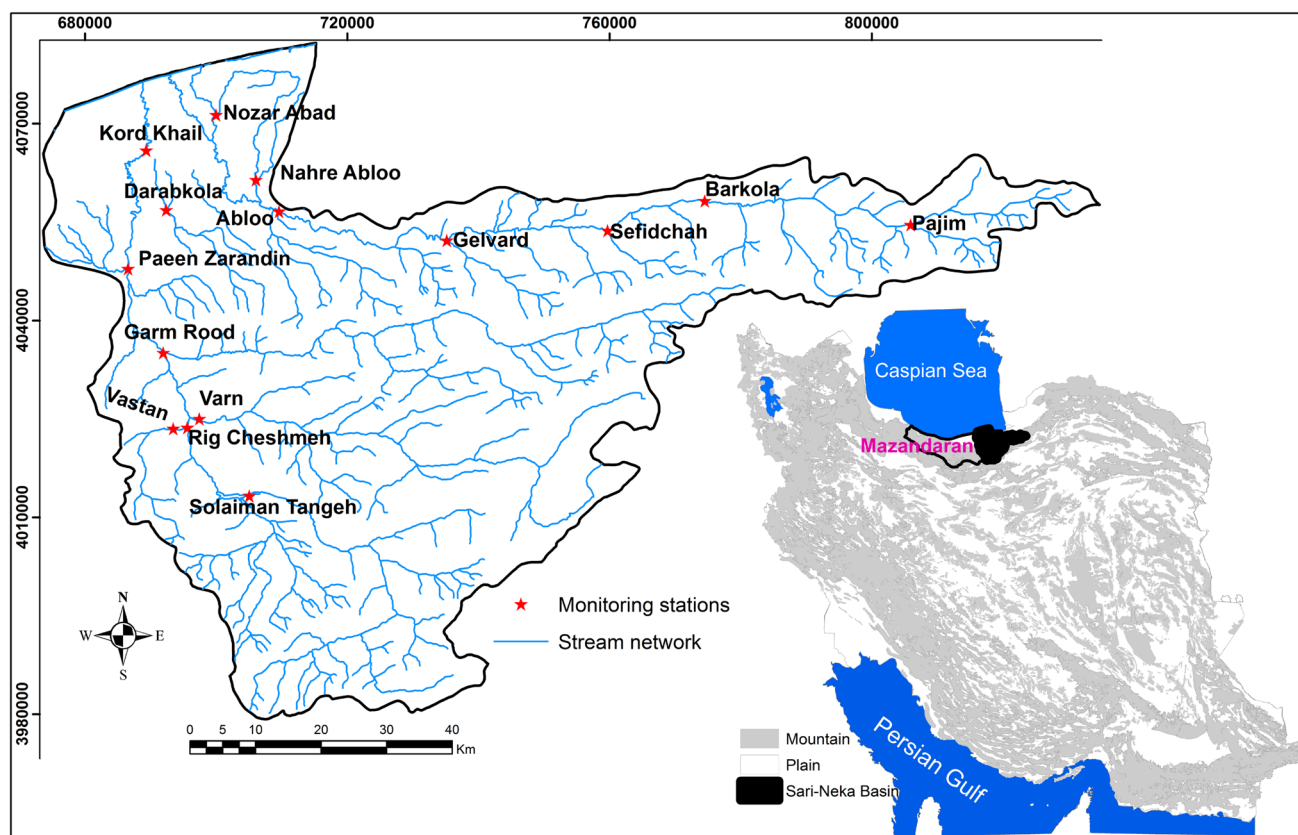 680000
720000
760000
800000
4070000
4040000
4010000
3980000
Nozar Abad
Kord Khail
Nahre Abloo
Darabkola
Barkola
Abloo
Pajim
Sefidchah
Gelvard
Paeen Zarandin
Garm Rood
Varn
Vastan
Rig Cheshmeh
Solaiman Tangeh
Monitoring stations
Stream network
N
W
E
S
0 5 10 20 30 40
Km
Caspian Sea
Mazandaran
Persian Gulf
Mountain
Plain
Sari-Neka Basin